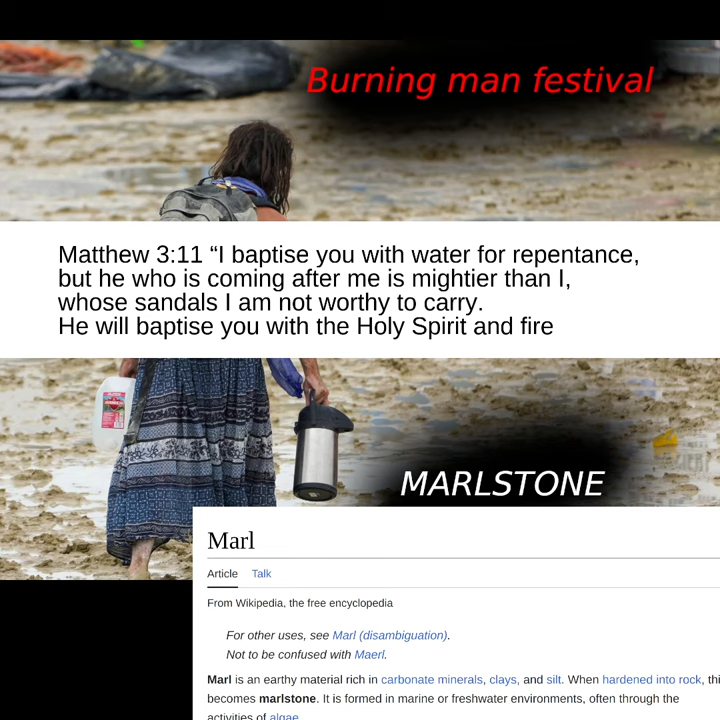 Burning man festival
Matthew 3:11 “I baptise you with water for repentance,
but he who is coming after me is mightier than I,
whose sandals I am not worthy to carry.
He will baptise you with the Holy Spirit and fire
MARLSTONE
Marl
Article Talk
From Wikipedia, the free encyclopedia
For other uses, see Marl (disambiguation).
Not to be confused with Maerl.
Marl is an earthy material rich in carbonate minerals, clays, and silt. When hardened into rock, thi
becomes marlstone. It is formed in marine or freshwater environments, often through the
activities of algae